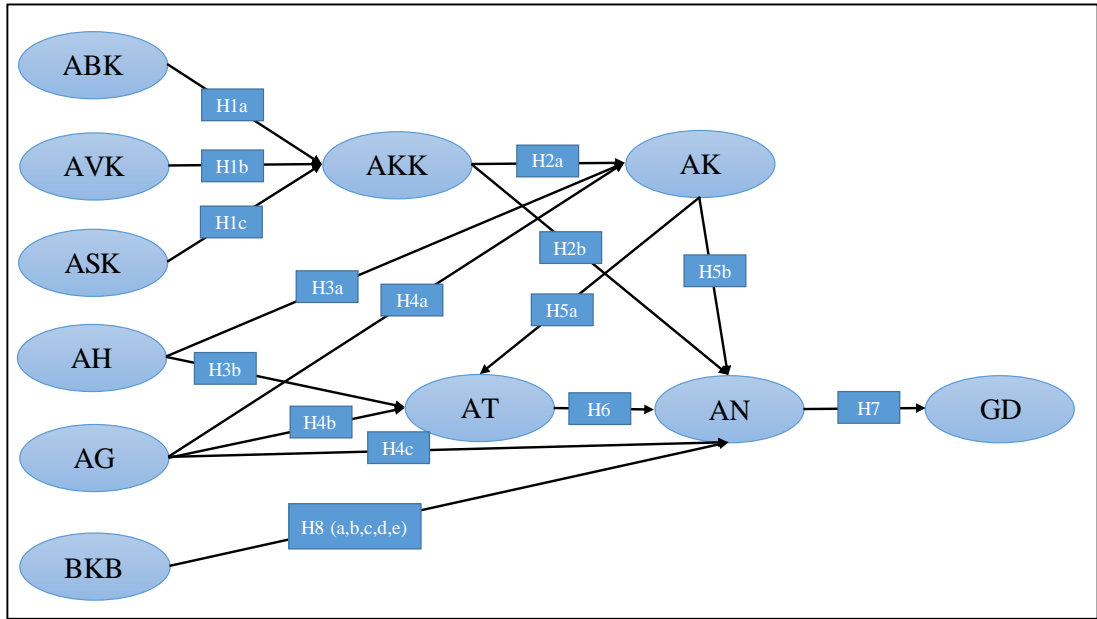 ABK
H1a
AVK
H1b
AKK
H2a
AK
ASK
H1c
H2b
H5b
H3a
H4a
H5a
AH
H3b
AT
H6
AN
H7
GD
H4b
AG
H4c
H8 (a,b,c,d,e)
BKB